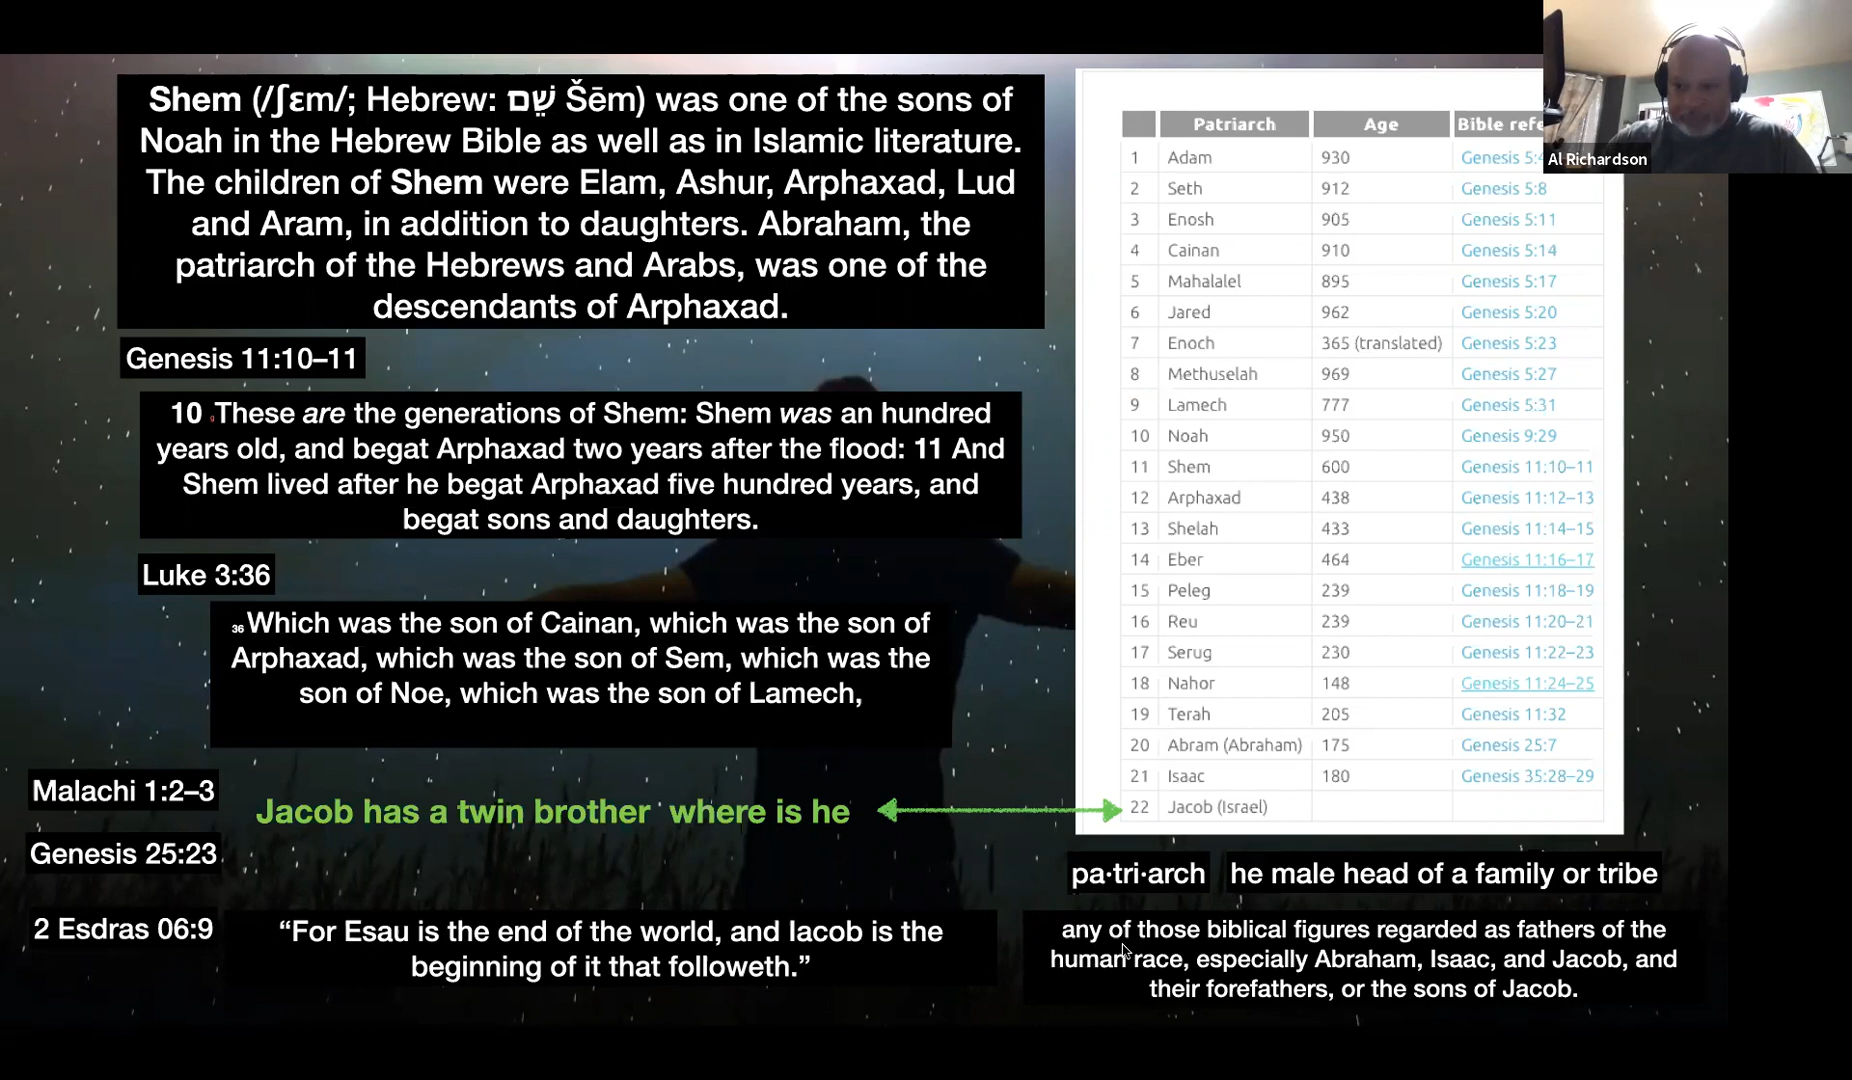 Shem (/ʃɛm/; Hebrew: שֵׁם Šēm) was one of the sons of
Noah in the Hebrew Bible as well as in Islamic literature.
The children of Shem were Elam, Ashur, Arphaxad, Lud
and Aram, in addition to daughters. Abraham, the
patriarch of the Hebrews and Arabs, was one of the
descendants of Arphaxad.
Genesis 11:10–11
10 These are the generations of Shem: Shem was an hundred
years old, and begat Arphaxad two years after the flood: 11 And
Shem lived after he begat Arphaxad five hundred years, and
begat sons and daughters.
Luke 3:36
36 Which was the son of Cainan, which was the son of
Arphaxad, which was the son of Sem, which was the
son of Noe, which was the son of Lamech,
Malachi 1:2–3
Jacob has a twin brother where is he
Genesis 25:23
2 Esdras 06:9
“For Esau is the end of the world, and Iacob is the
beginning of it that followeth.”
Patriarch Age Bible
1 Adam 930 Genesis
2 Seth 912 Genesis 5:8
3 Enosh 905 Genesis 5:11
4 Cainan 910 Genesis 5:14
5 Mahalalel 895 Genesis 5:17
6 Jared 962 Genesis 5:20
7 Enoch 365 (translated) Genesis 5:23
8 Methuselah 969 Genesis 5:27
9 Lamech 777 Genesis 5:31
10 Noah 950 Genesis 9:29
11 Shem 600 Genesis 11:10–11
12 Arphaxad 438 Genesis 11:12–13
13 Shelah 433 Genesis 11:14–15
14 Eber 464 Genesis 11:16–17
15 Peleg 239 Genesis 11:18–19
16 Reu 239 Genesis 11:20–21
17 Serug 230 Genesis 11:22–23
18 Nahor 148 Genesis 11:24–25
19 Terah 205 Genesis 11:32
20 Abram (Abraham) 175 Genesis 25:7
21 Isaac 180 Genesis 35:28–29
22 Jacob (Israel)
pa·tri·arch he male head of a family or tribe
any of those biblical figures regarded as fathers of the
human race, especially Abraham, Isaac, and Jacob, and
their forefathers, or the sons of Jacob.
Al Richardson